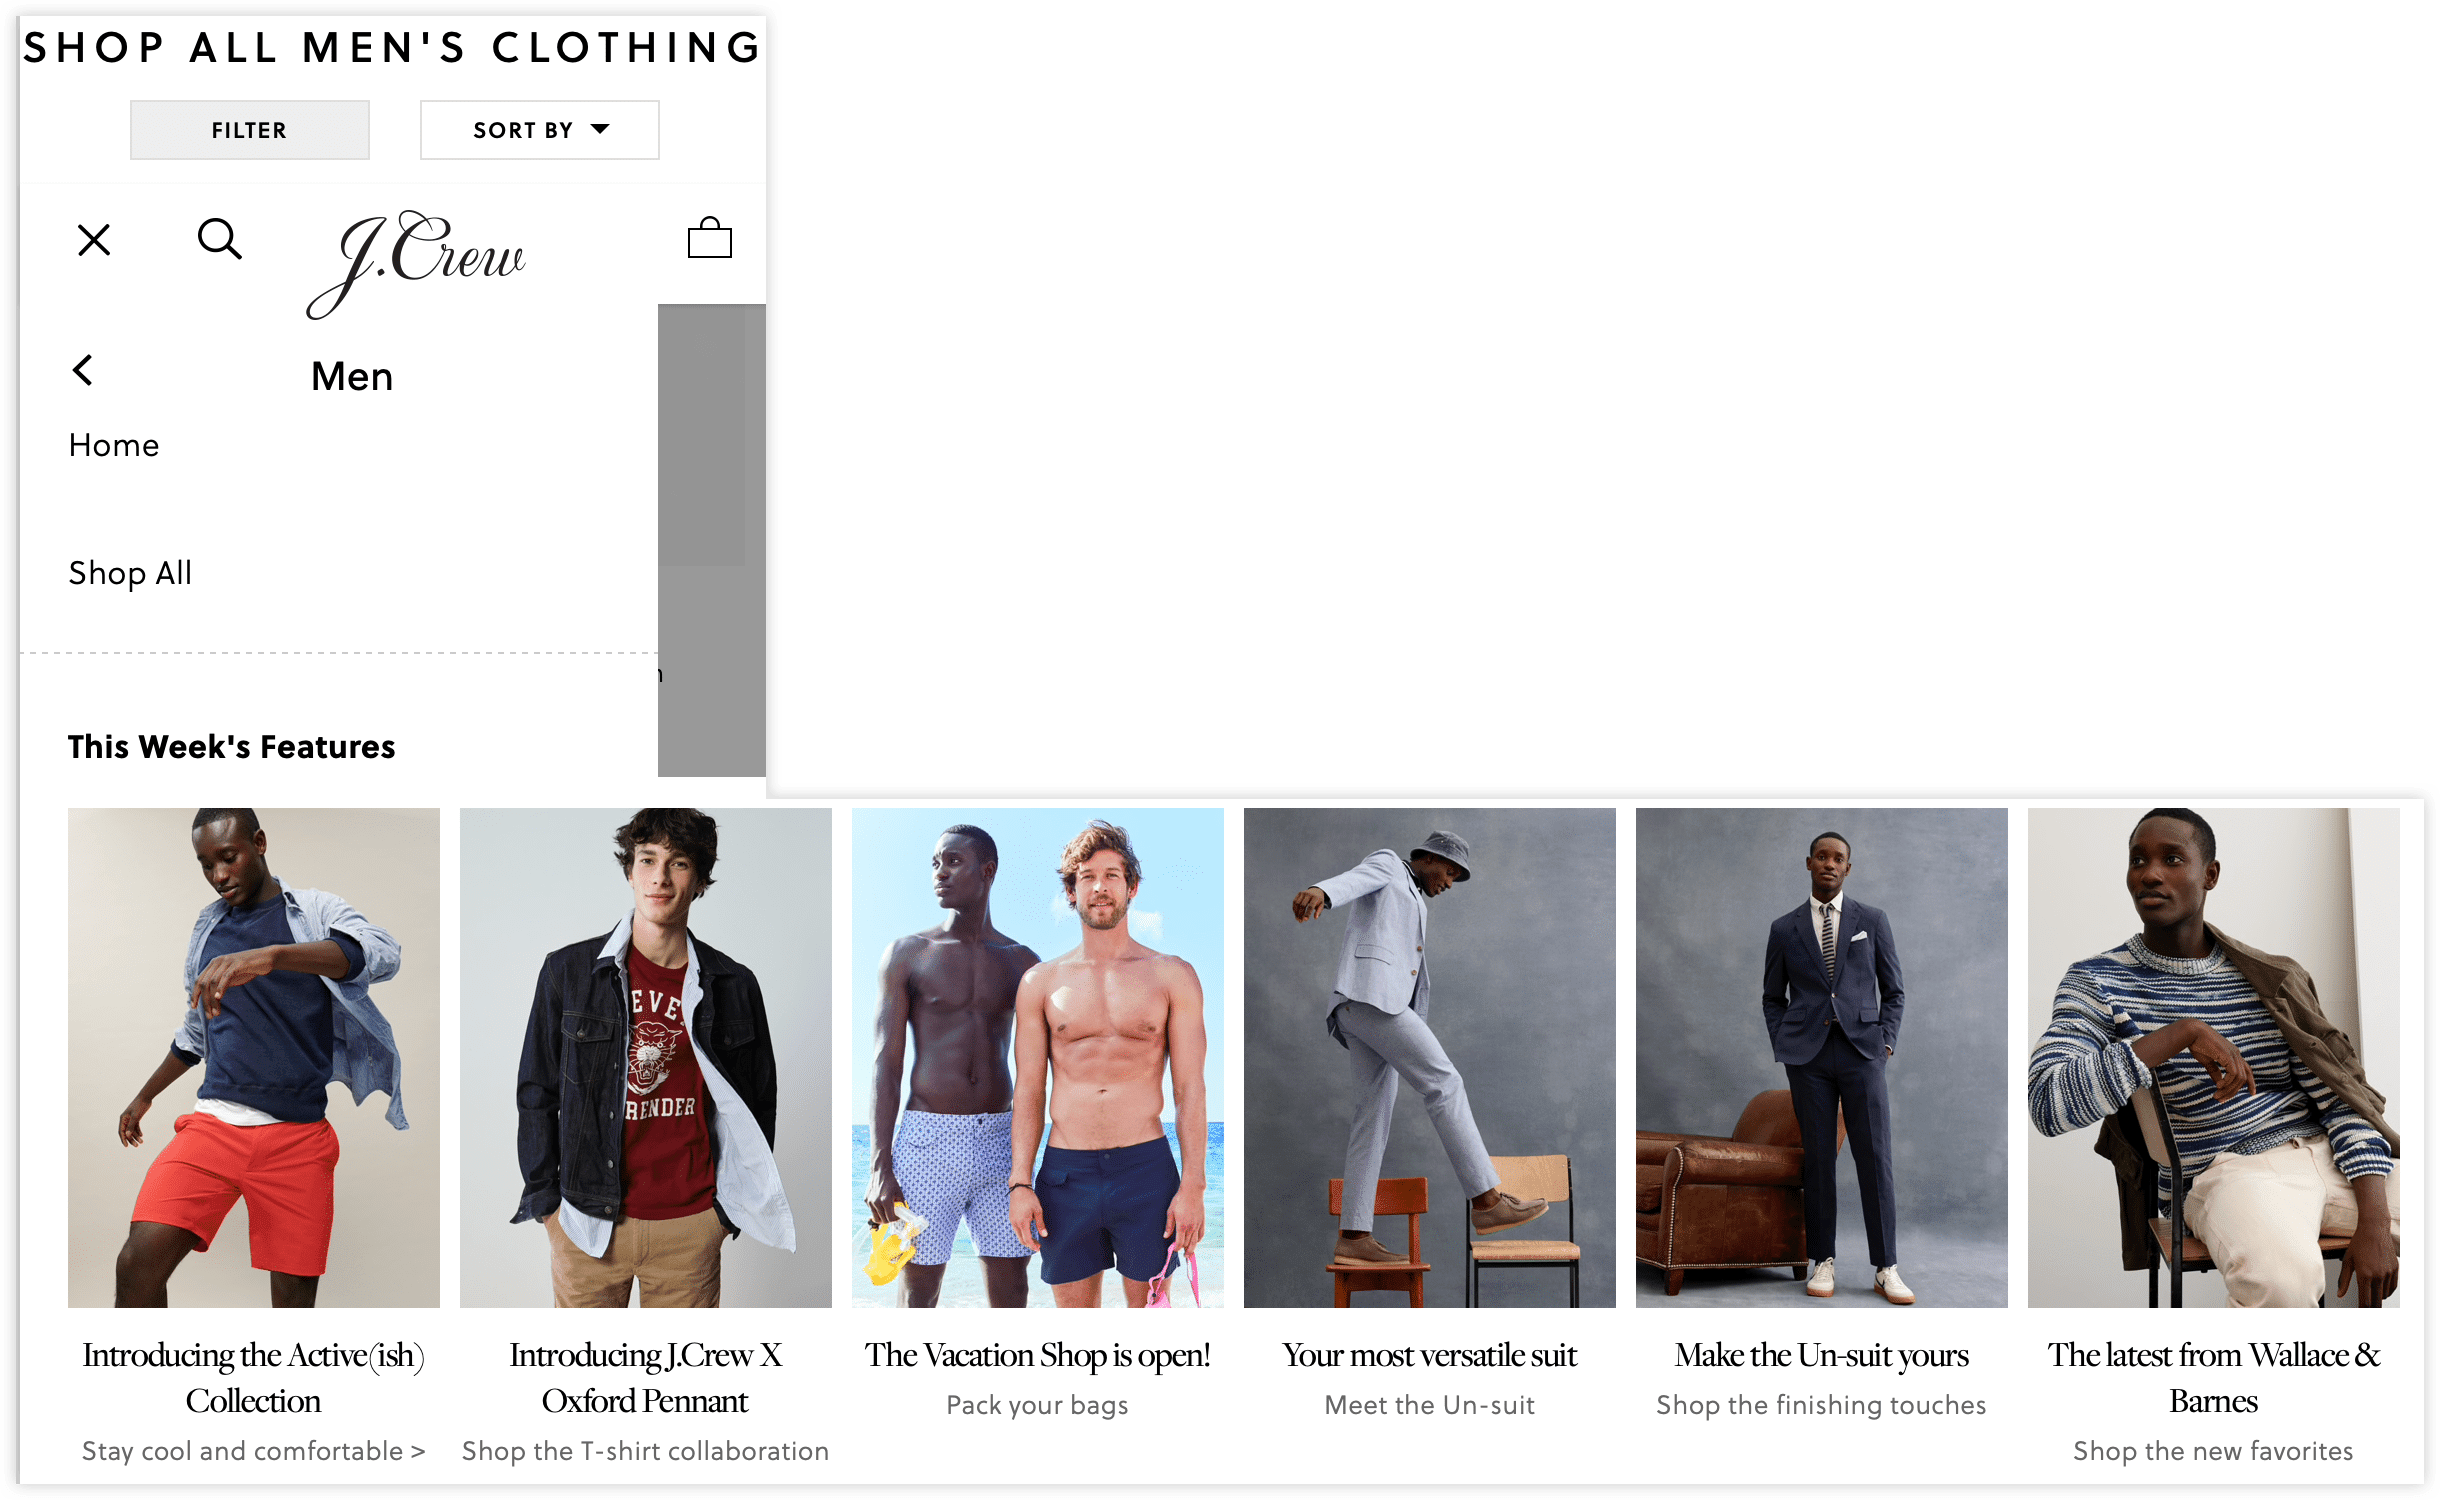 SHOP ALL MEN'S CLOTHING
FILTER
SORT BY
J.Crew
Men
Home
Shop All
This Week's Features
EVE
RENDER
Introducing the Active(ish)
Collection
Stay cool and comfortable >
Introducing J.Crew X
Oxford Pennant
Shop the T-shirt collaboration
The Vacation Shop is open!
Pack your bags
Your most versatile suit
Meet the Un-suit
Make the Un-suit yours
Shop the finishing touches
The latest from Wallace &
Barnes
Shop the new favorites